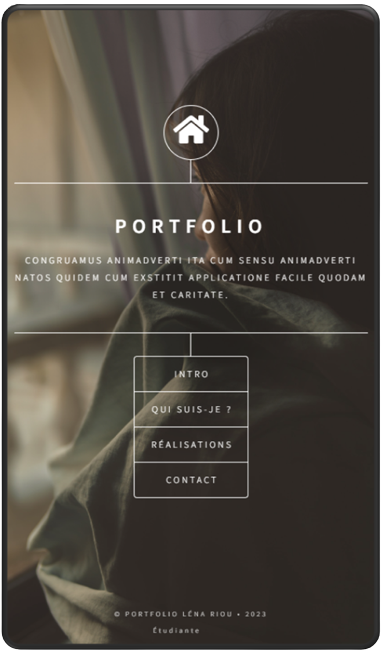 PORTFOLIO
CONGRUAMUS ANIMADVERTI ITA CUM SENSU ANIMADVERTI
NATOS QUIDEM CUM EXSTITIT APPLICATIONE FACILE QUODAM
ET CARITATE.
INTRO
QUI SUIS-JE ?
RÉALISATIONS
CONTACT
© PORTFOLIO LÉNA RIOU • 2023
Étudiante